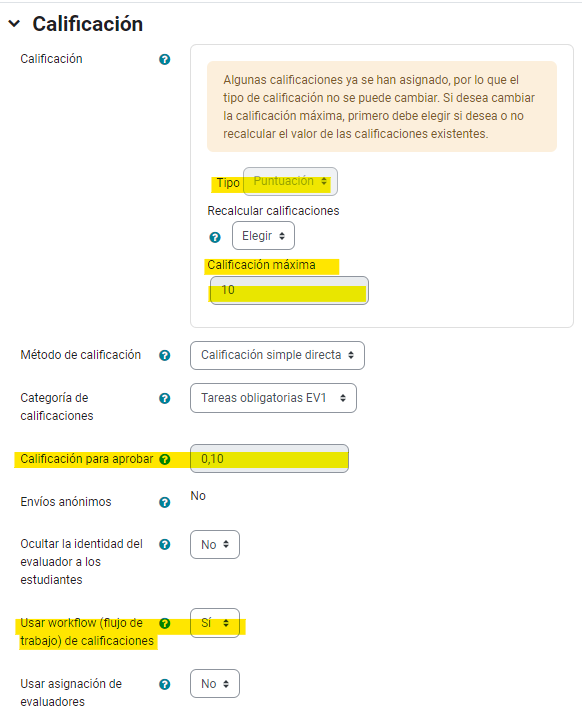 Calificación
Calificación
Algunas calificaciones ya se han asignado, por lo que el
tipo de calificación no se puede cambiar. Si desea cambiar
la calificación máxima, primero debe elegir si desea o no
recalcular el valor de las calificaciones existentes.
Tipo Puntuación
Recalcular calificaciones
Elegir
Calificación máxima
10
Método de calificación Calificación simple directa
Categoría de Tareas obligatorias EV1
calificaciones
Calificación para aprobar 0,10
Envíos anónimos No
Ocultar la identidad del No
evaluador a los
estudiantes
Usar workflow (flujo de Sí
trabajo) de calificaciones
Usar asignación de No
evaluadores